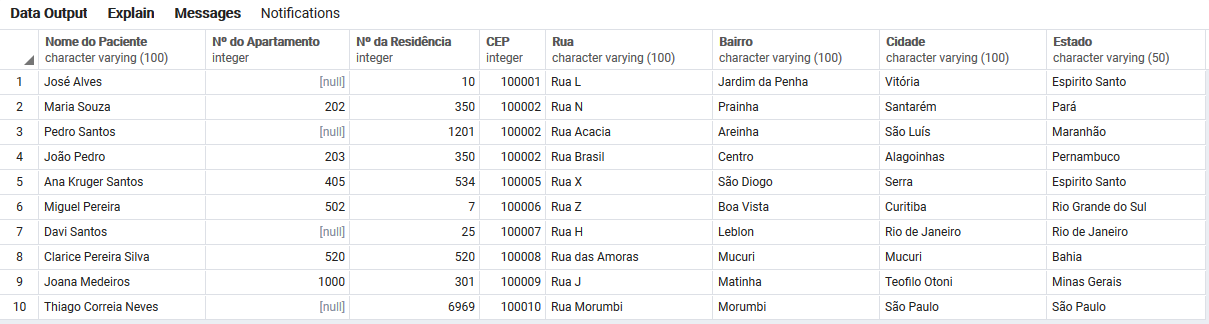 Data Output Explain Messages Notifications
Nome do Paciente Nº do Apartamento Nº da Residência CEP Rua Bairro Cidade Estado
character varying (100) integer integer integer character varying (100) character varying (100) character varying (100) character varying (50)
1 José Alves [null] 10 100001 Rua L Jardim da Penha Vitória Espirito Santo
2 Maria Souza 202 350 100002 Rua N Prainha Santarém Pará
3 Pedro Santos [null] 1201 100002 Rua Acacia Areinha São Luís Maranhão
4 João Pedro 203 350 100002 Rua Brasil Centro Alagoinhas Pernambuco
5 Ana Kruger Santos 405 534 100005 Rua X São Diogo Serra Espirito Santo
6 Miguel Pereira 502 7 100006 Rua Z Boa Vista Curitiba Rio Grande do Sul
7 Davi Santos [null] 25 100007 Rua H Leblon Rio de Janeiro Rio de Janeiro
8 Clarice Pereira Silva 520 520 100008 Rua das Amoras Mucuri Mucuri Bahia
9 Joana Medeiros 1000 301 100009 Rua J Matinha Teofilo Otoni Minas Gerais
10 Thiago Correia Neves [null] 6969 100010 Rua Morumbi Morumbi São Paulo São Paulo